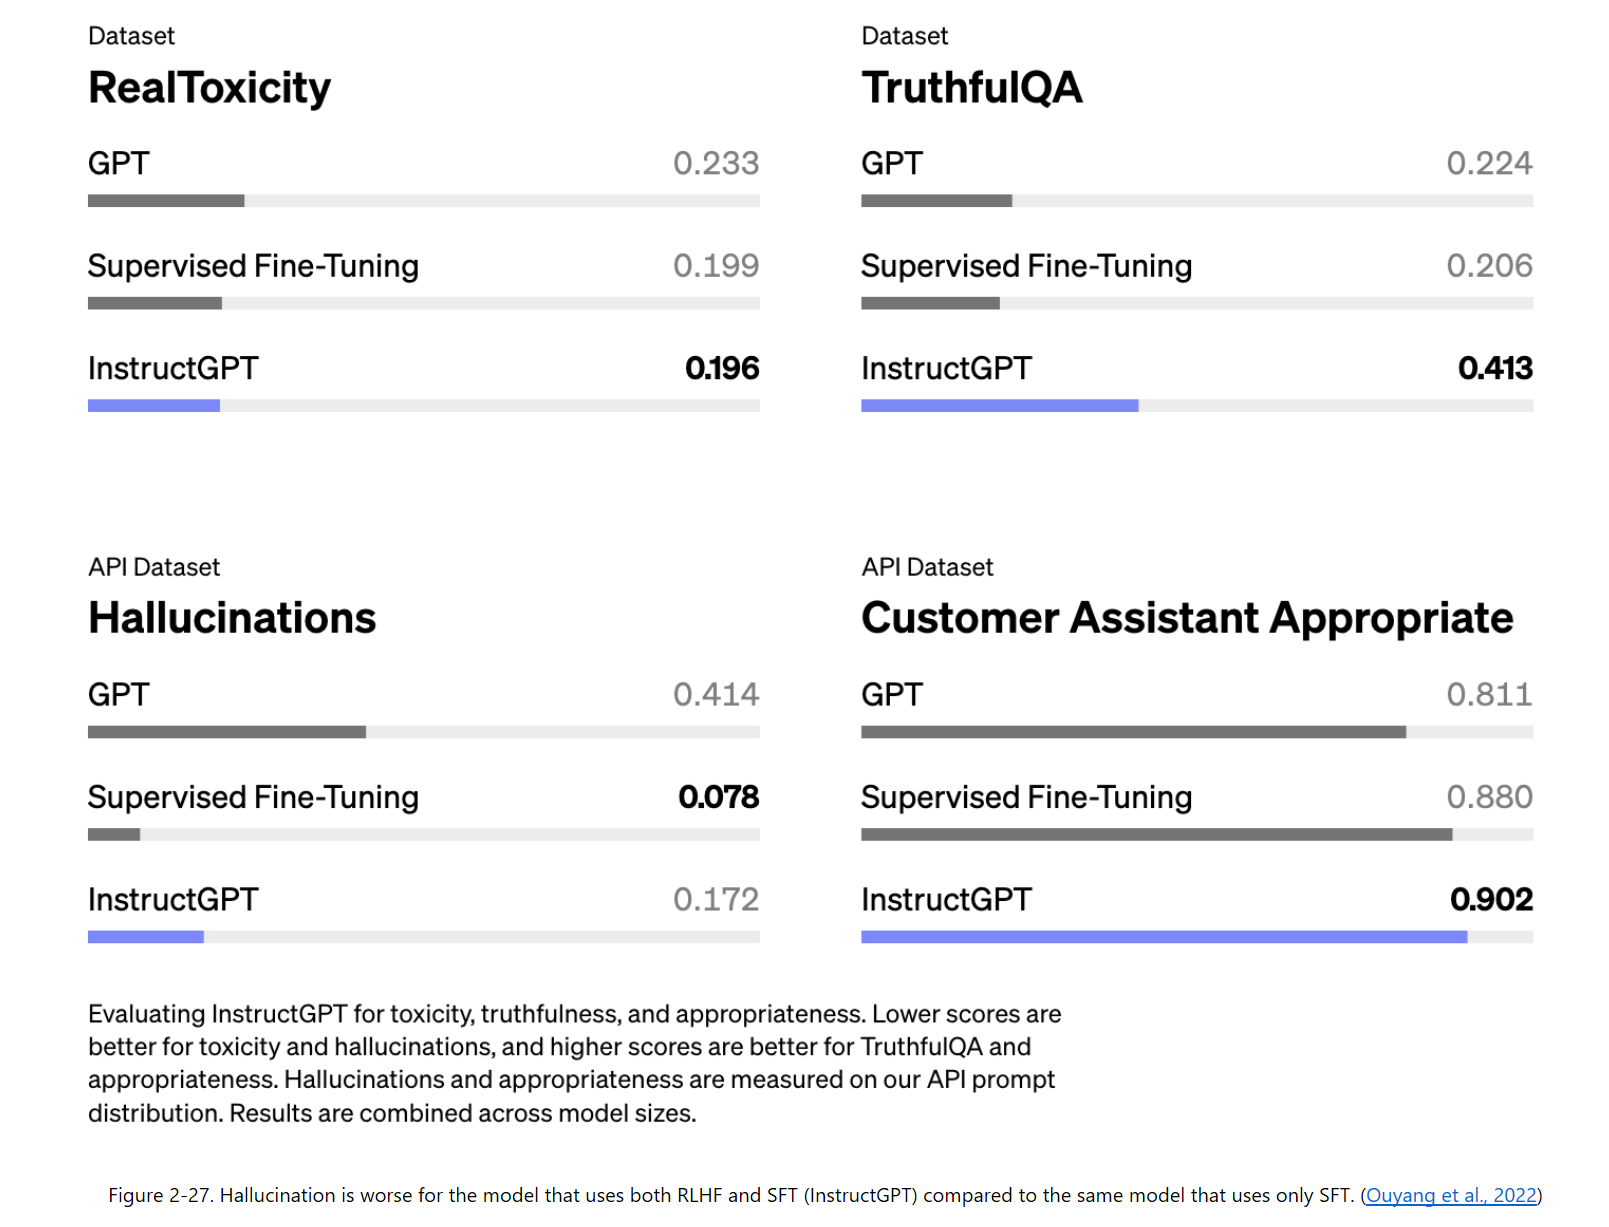 Dataset
RealToxicity
GPT 0.233
Supervised Fine-Tuning 0.199
InstructGPT 0.196
Dataset
TruthfulQA
GPT 0.224
Supervised Fine-Tuning 0.206
InstructGPT 0.413
API Dataset
Hallucinations
GPT 0.414
Supervised Fine-Tuning 0.078
InstructGPT 0.172
API Dataset
Customer Assistant Appropriate
GPT 0.811
Supervised Fine-Tuning 0.880
InstructGPT 0.902
Evaluating InstructGPT for toxicity, truthfulness, and appropriateness. Lower scores are
better for toxicity and hallucinations, and higher scores are better for TruthfulQA and
appropriateness. Hallucinations and appropriateness are measured on our API prompt
distribution. Results are combined across model sizes.
Figure 2-27. Hallucination is worse for the model that uses both RLHF and SFT (InstructGPT) compared to the same model that uses only SFT. (Ouyang et al., 2022)